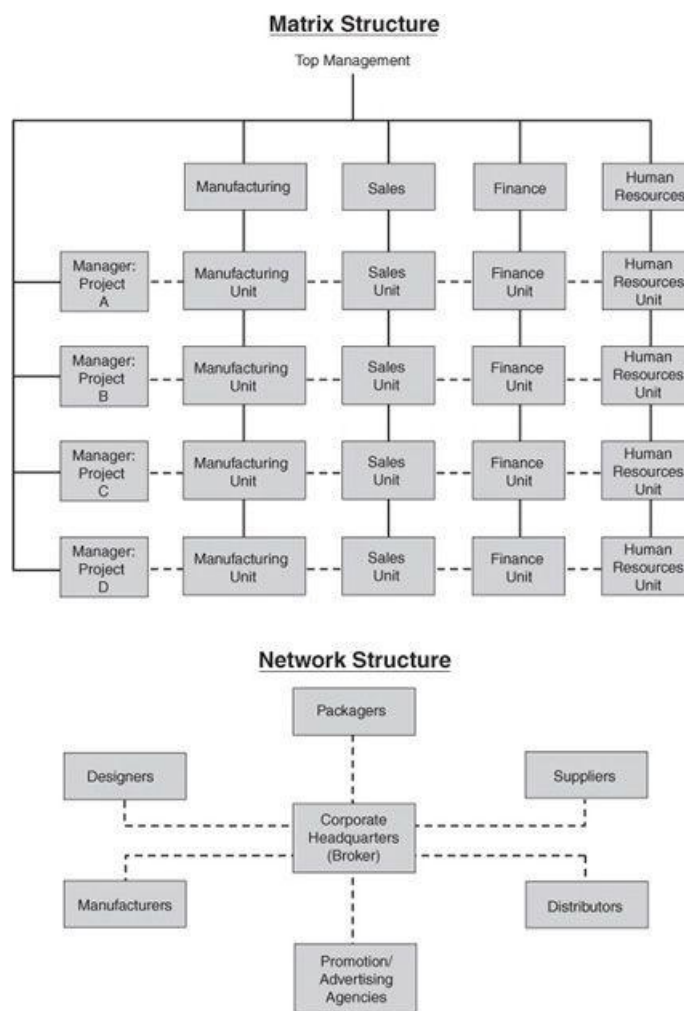 Matrix Structure
Top Management
Manufacturing
Sales
Finance
Human
Resources
Manager:
Project
A
Manufacturing
Unit
Sales
Unit
Finance
Unit
Human
Resources
Unit
Manager:
Project
B
Manufacturing
Unit
Sales
Unit
Finance
Unit
Human
Resources
Unit
Manager:
Project
C
Manufacturing
Unit
Sales
Unit
Finance
Unit
Human
Resources
Unit
Manager:
Project
D
Manufacturing
Unit
Sales
Unit
Finance
Unit
Human
Resources
Unit
Network Structure
Packagers
Designers
Suppliers
Corporate
Headquarters
(Broker)
Manufacturers
Distributors
Promotion/
Advertising
Agencies